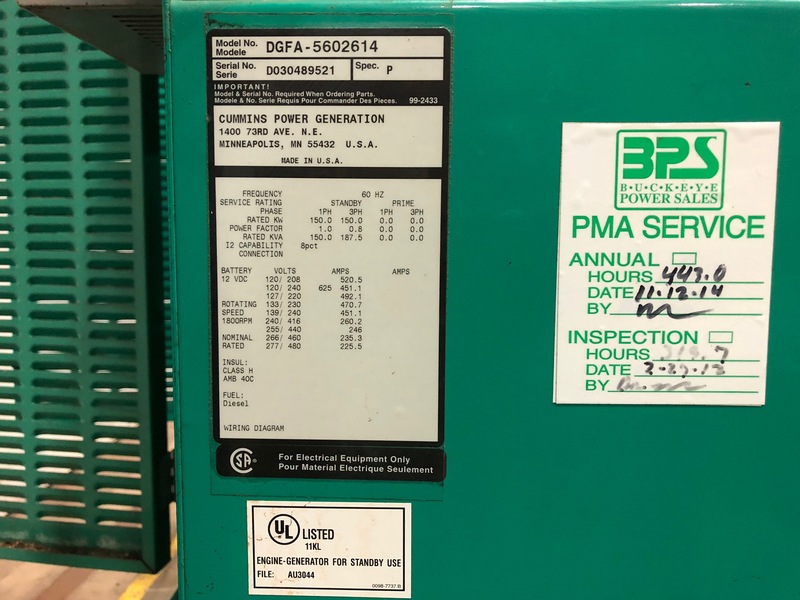 Model No. DGFA-5602614
Modele
Serial No. D030489521 Spec. P
Serie
IMPORTANT!
Model & Serial No. Required When Ordering Parts.
Modele & No. Serie Requis Pour Commander Des Pieces. 99-2433
CUMMINS POWER GENERATION
1400 73RD AVE. N.E.
MINNEAPOLIS, MN 55432 U.S.A.
MADE IN U.S.A.
FREQUENCY 60 HZ
SERVICE RATING STANDBY PRIME
PHASE 1PH 3PH 1PH 3PH
RATED KW 150.0 150.0 0.0 0.0
POWER FACTOR 1.0 0.8 0.0 0.0
RATED KVA 150.0 187.5 0.0 0.0
I2 CAPABILITY 8pct
CONNECTION
BATTERY VOLTS AMPS AMPS
12 VDC 120/ 208 520.5
120/ 240 625 451.1
127/ 220 492.1
ROTATING 133/ 230 470.7
SPEED 139/ 240 451.1
1800RPM 240/ 416 260.2
255/ 440 246
NOMINAL 266/ 460 235.3
RATED 277/ 480 225.5
INSUL:
CLASS H
AMB 40C
FUEL:
Diesel
WIRING DIAGRAM
CSA ® For Electrical Equipment Only
Pour Material Electrique Seulement
UL LISTED
11KL
ENGINE-GENERATOR FOR STANDBY USE
FILE: AU3044
0098-7737 B
BPS
B·U·C·K·E·Y·E
POWER SALES
PMA SERVICE
ANNUAL
HOURS 443.0
DATE 11.12.14
BY
INSPECTION
HOURS
DATE
BY